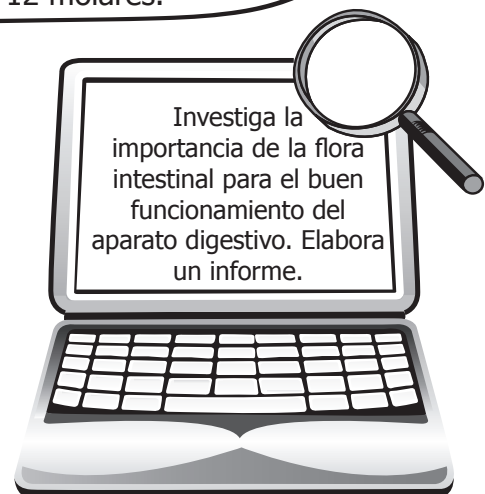 12 molares.
Investiga la
importancia de la flora
intestinal para el buen
funcionamiento del
aparato digestivo. Elabora
un informe.